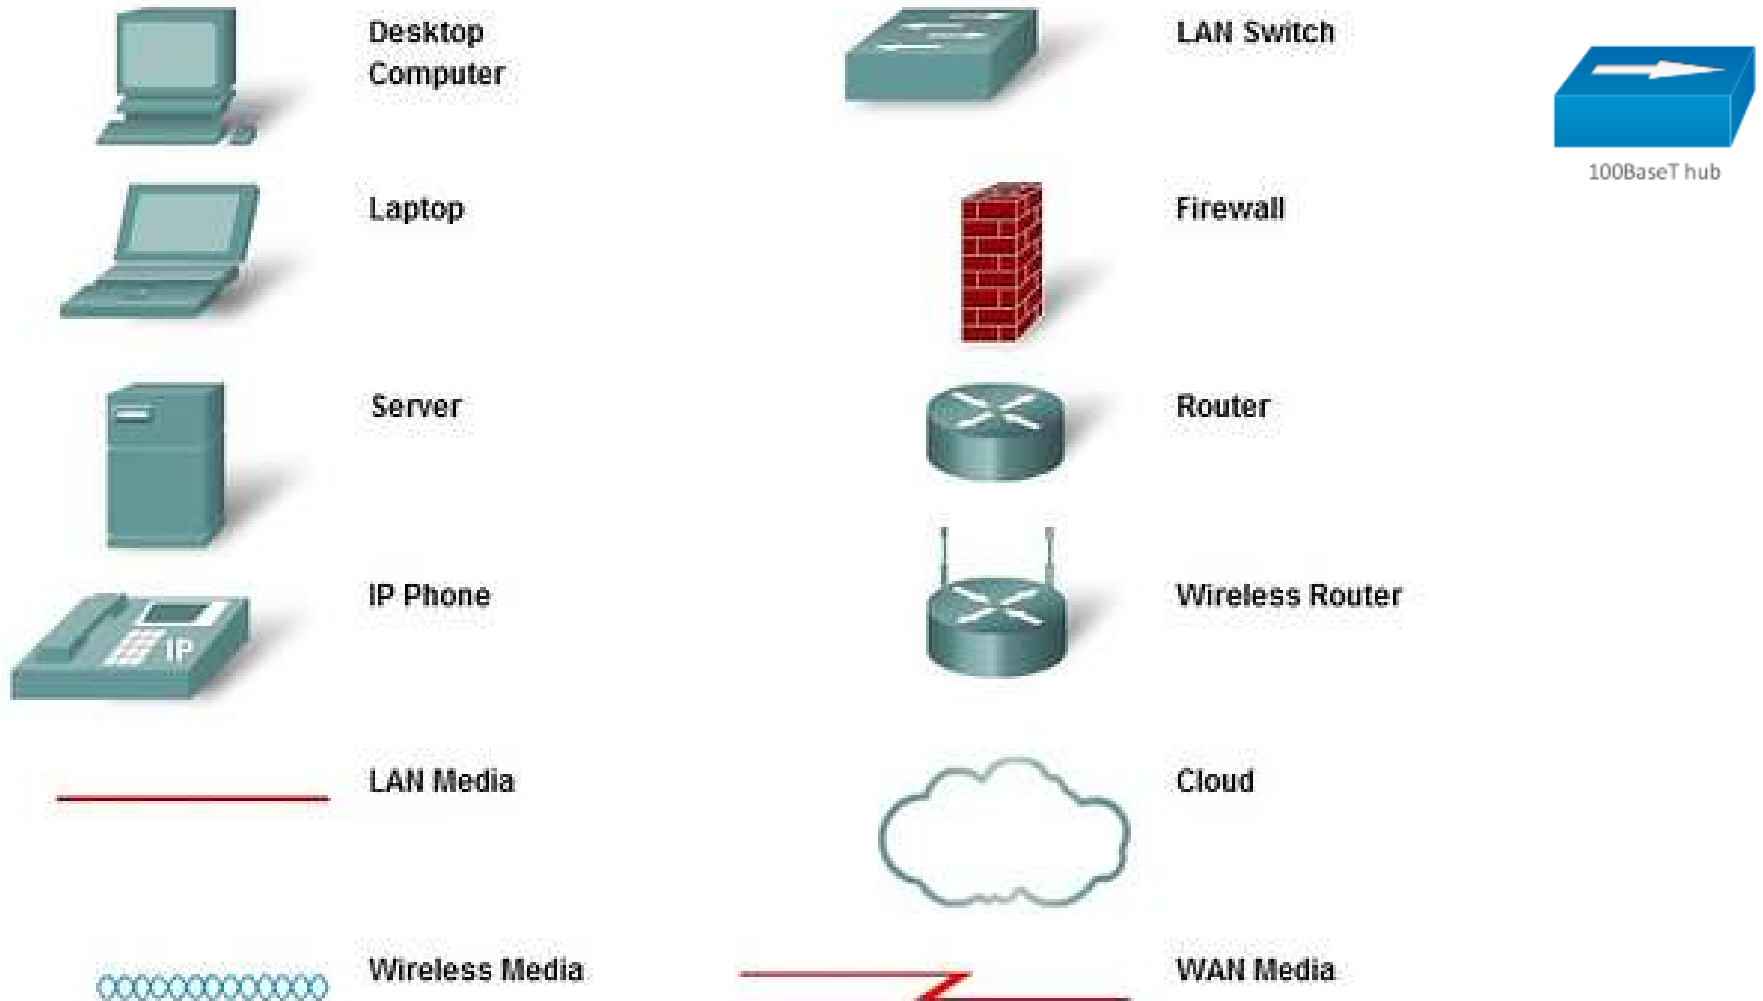 Desktop
Computer
LAN Switch
100BaseT hub
Laptop
Firewall
Server
Router
IP Phone
IP
Wireless Router
LAN Media
Cloud
Wireless Media
WAN Media